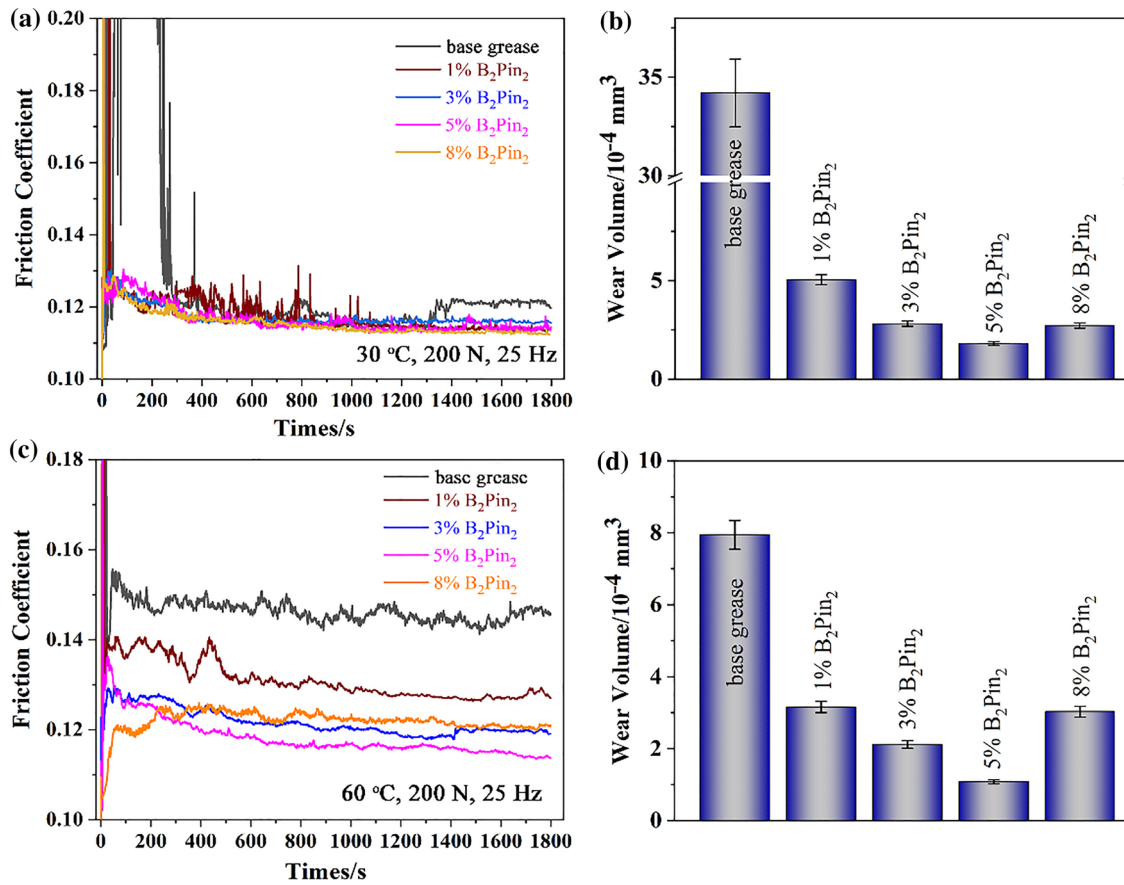 (a)
0.20
0.18
0.16
0.14
0.12
0.10
Friction Coefficient
base grease
1% B₂Pin₂
3% B₂Pin₂
5% B₂Pin₂
8% B₂Pin₂
30 °C, 200 N, 25 Hz
0 200 400 600 800 1000 1200 1400 1600 1800
Times/s
(b)
35
30
5
0
Wear Volume/10⁻⁴ mm³
base grease
1% B₂Pin₂
3% B₂Pin₂
5% B₂Pin₂
8% B₂Pin₂
(c)
0.18
0.16
0.14
0.12
0.10
Friction Coefficient
base grease
1% B₂Pin₂
3% B₂Pin₂
5% B₂Pin₂
8% B₂Pin₂
60 °C, 200 N, 25 Hz
0 200 400 600 800 1000 1200 1400 1600 1800
Times/s
(d)
10
8
6
4
2
0
Wear Volume/10⁻⁴ mm³
base grease
1% B₂Pin₂
3% B₂Pin₂
5% B₂Pin₂
8% B₂Pin₂